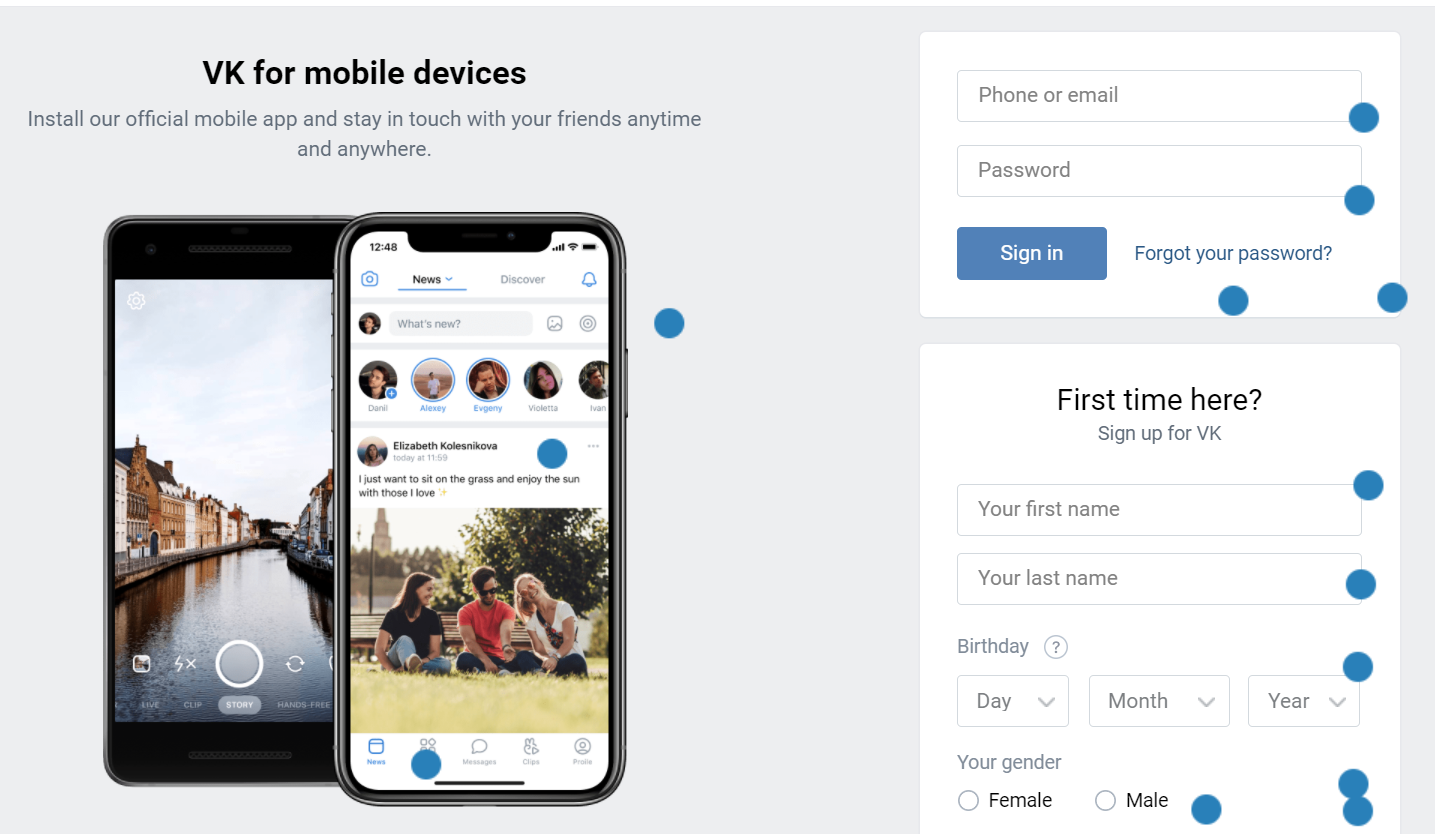 VK for mobile devices
Install our official mobile app and stay in touch with your friends anytime
and anywhere.
LIVE
CLIP
STORY
HANDS-FREE
12:48
News
Discover
What's new?
Danil
Alexey
Evgeny
Violetta
Ivan
Elizabeth Kolesnikova
today at 11:59
I just want to sit on the grass and enjoy the sun
with those I love ✨
News
Messages
Clips
Profile
Phone or email
Password
Sign in
Forgot your password?
First time here?
Sign up for VK
Your first name
Your last name
Birthday ?
Day
Month
Year
Your gender
Female
Male